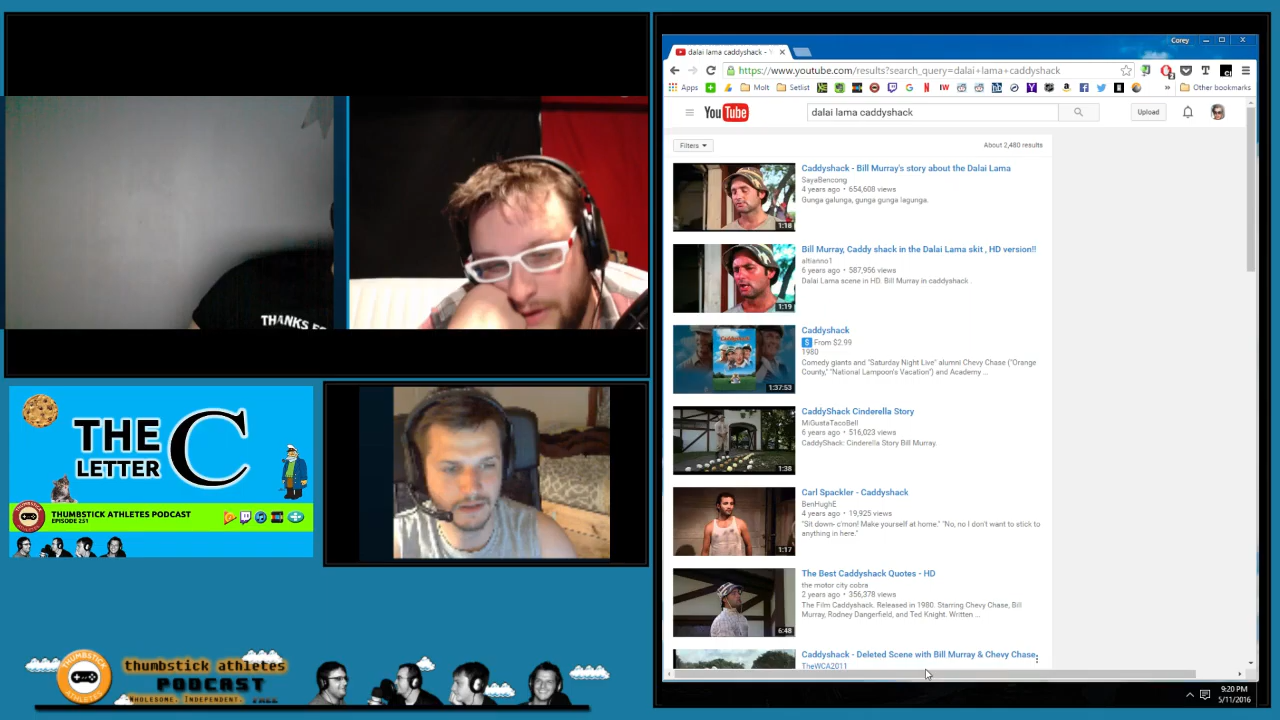 THANKS FO
THE
LETTER
C
THUMBSTICK ATHLETES PODCAST
EPISODE 251
thumbstick athletes
PODCAST
WHOLESOME. INDEPENDENT.
THUMBSTICK
ATHLETES
Corey
dalai lama caddyshack - Y
https://www.youtube.com/results?search_query=dalai+lama+caddyshack
Apps
Molt
Setlist
Other bookmarks
YouTube
dalai lama caddyshack
Upload
Filters
About 2,480 results
Caddyshack - Bill Murray's story about the Dalai Lama
SayaBencong
4 years ago • 654,608 views
Gunga galunga, gunga gunga lagunga.
1:18
Bill Murray, Caddy shack in the Dalai Lama skit , HD version!!
altianno1
6 years ago • 587,956 views
Dalai Lama scene in HD. Bill Murray in caddyshack .
1:19
Caddyshack
$ From $2.99
1980
Comedy giants and "Saturday Night Live" alumni Chevy Chase ("Orange
County," "National Lampoon's Vacation") and Academy ...
1:37:53
CaddyShack Cinderella Story
MiGustaTacoBell
6 years ago • 516,023 views
CaddyShack: Cinderella Story Bill Murray.
1:38
Carl Spackler - Caddyshack
BenHughE
4 years ago • 19,925 views
"Sit down- c'mon! Make yourself at home." "No, no I don't want to stick to
anything in here."
1:17
The Best Caddyshack Quotes - HD
the motor city cobra
2 years ago • 356,378 views
The Film Caddyshack. Released in 1980. Starring Chevy Chase, Bill
Murray, Rodney Dangerfield, and Ted Knight. Written ...
6:48
Caddyshack - Deleted Scene with Bill Murray & Chevy Chase.
TheWCA2011
9:20 PM
5/11/2016